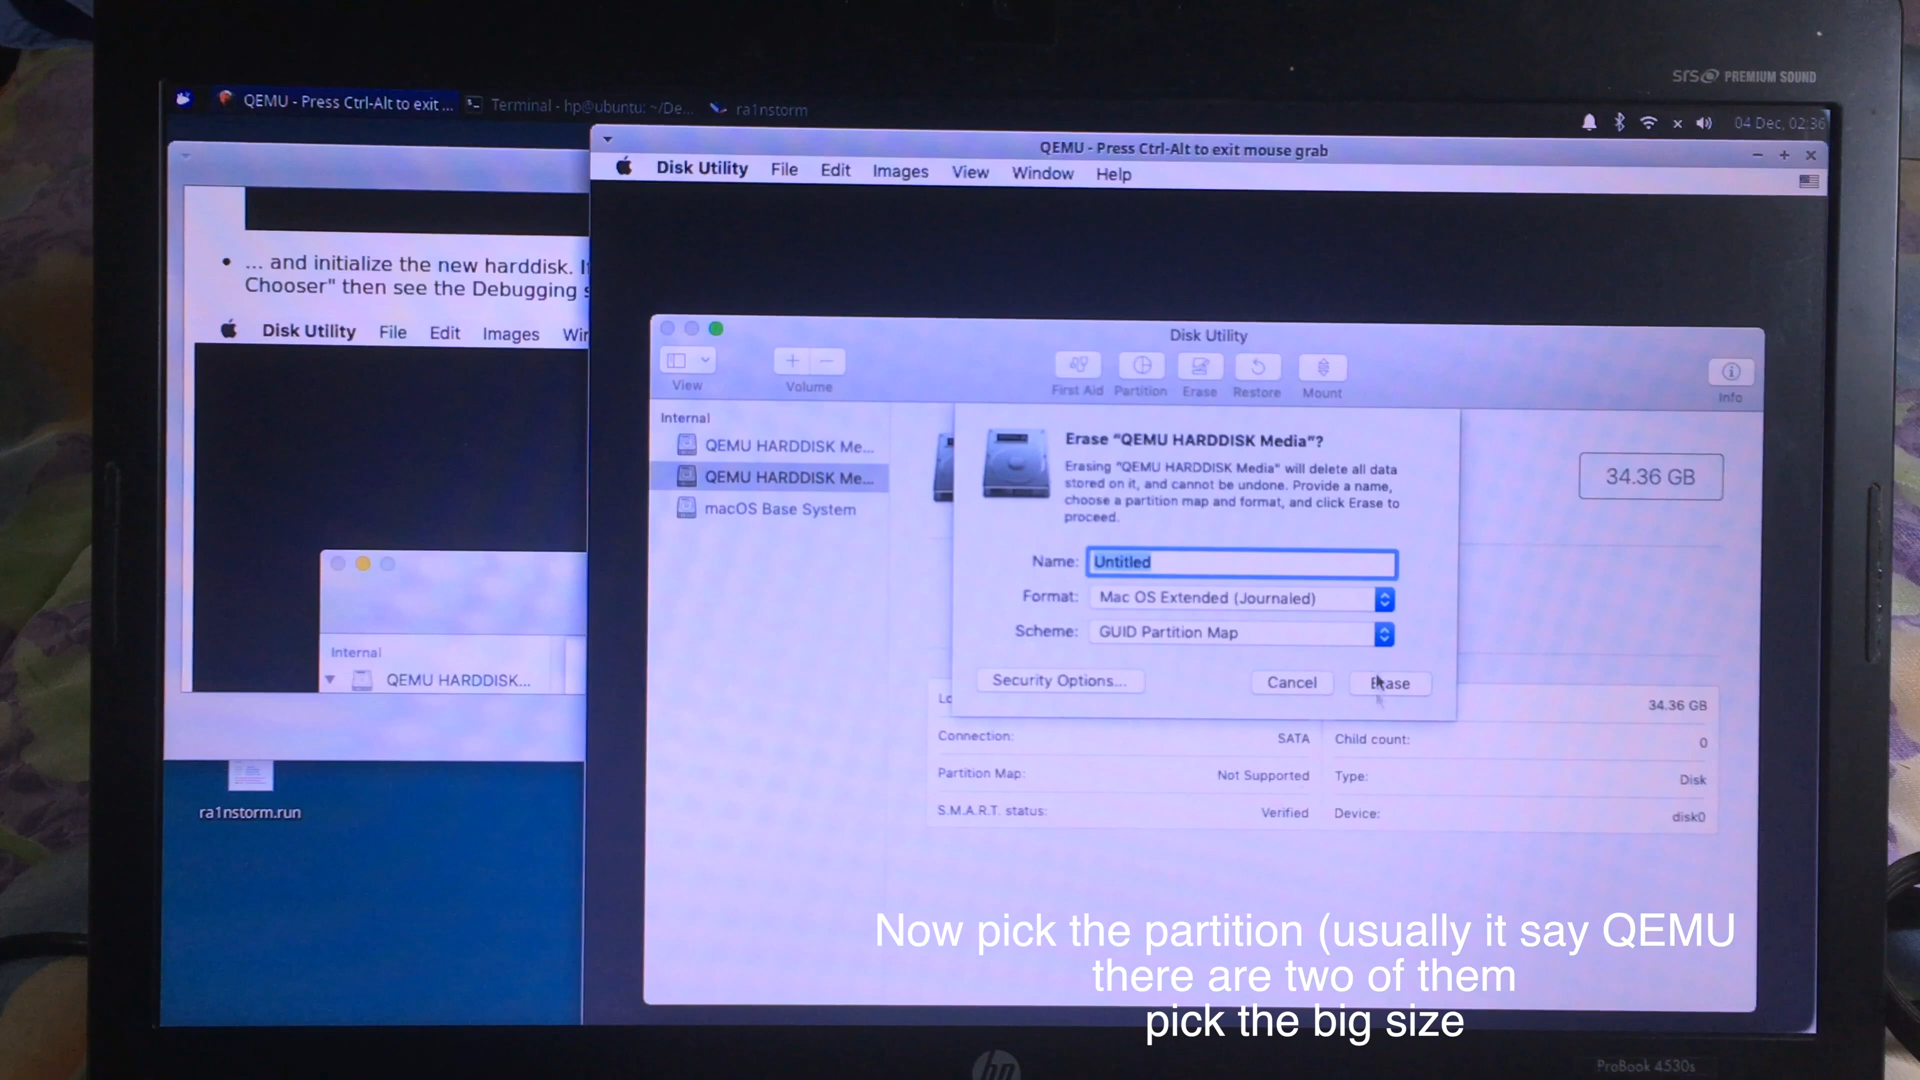 srs PREMIUM SOUND
QEMU - Press Ctrl-Alt to exit ...
Terminal - hp@ubuntu: ~/De...
ra1nstorm
04 Dec, 02:36
QEMU - Press Ctrl-Alt to exit mouse grab
Disk Utility File Edit Images View Window Help
... and initialize the new harddisk.
Chooser" then see the Debugging
Disk Utility File Edit Images
Internal
QEMU HARDDISK...
ra1nstorm.run
Disk Utility
View
Volume
First Aid Partition Erase Restore Mount
Info
Internal
QEMU HARDDISK Me...
QEMU HARDDISK Me...
macOS Base System
34.36 GB
Erase “QEMU HARDDISK Media”?
Erasing “QEMU HARDDISK Media” will delete all data
stored on it, and cannot be undone. Provide a name,
choose a partition map and format, and click Erase to
proceed.
Name: Untitled
Format: Mac OS Extended (Journaled)
Scheme: GUID Partition Map
Security Options...
Cancel
Erase
34.36 GB
Connection: SATA
Child count: 0
Partition Map: Not Supported
Type: Disk
S.M.A.R.T. status: Verified
Device: disk0
Now pick the partition (usually it say QEMU
there are two of them
pick the big size
hp
ProBook 4530s